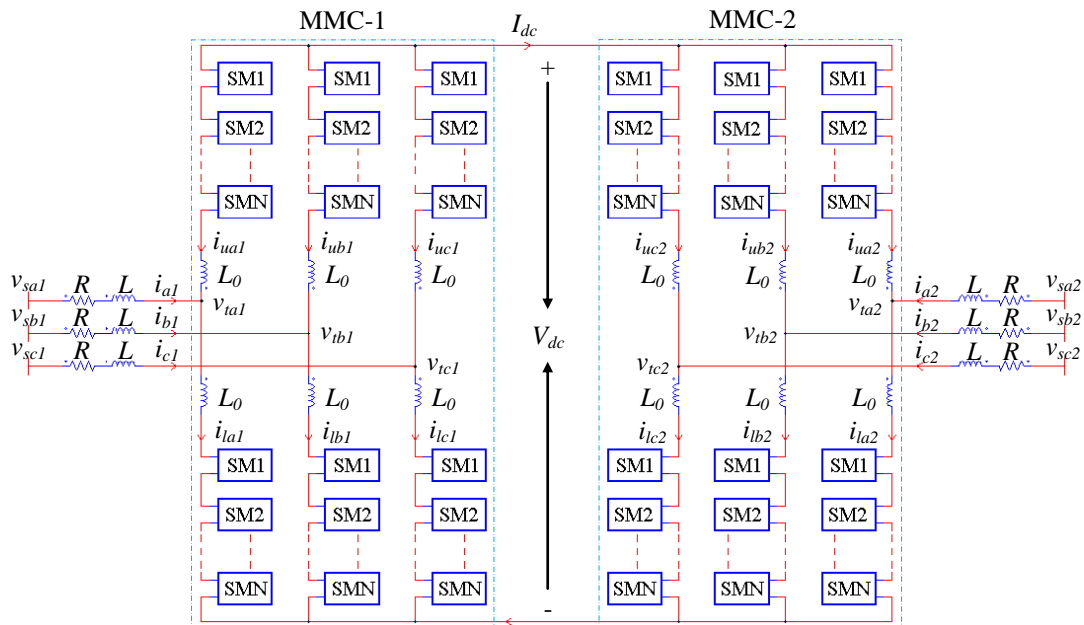 MMC-1 I_dc MMC-2
+
SM1 SM1 SM1 SM1 SM1 SM1
SM2 SM2 SM2 SM2 SM2 SM2
SMN SMN SMN SMN SMN SMN
i_ua1 i_ub1 i_uc1 i_uc2 i_ub2 i_ua2
L_0 L_0 L_0 L_0 L_0 L_0
v_sa1 R L i_a1 v_ta1 v_ta2 i_a2 L R v_sa2
v_sb1 R L i_b1 v_tb1 V_dc v_tb2 i_b2 L R v_sb2
v_sc1 R L i_c1 v_tc1 v_tc2 i_c2 L R v_sc2
L_0 L_0 L_0 L_0 L_0 L_0
i_la1 i_lb1 i_lc1 i_lc2 i_lb2 i_la2
SM1 SM1 SM1 SM1 SM1 SM1
SM2 SM2 SM2 SM2 SM2 SM2
SMN SMN SMN SMN SMN SMN
-